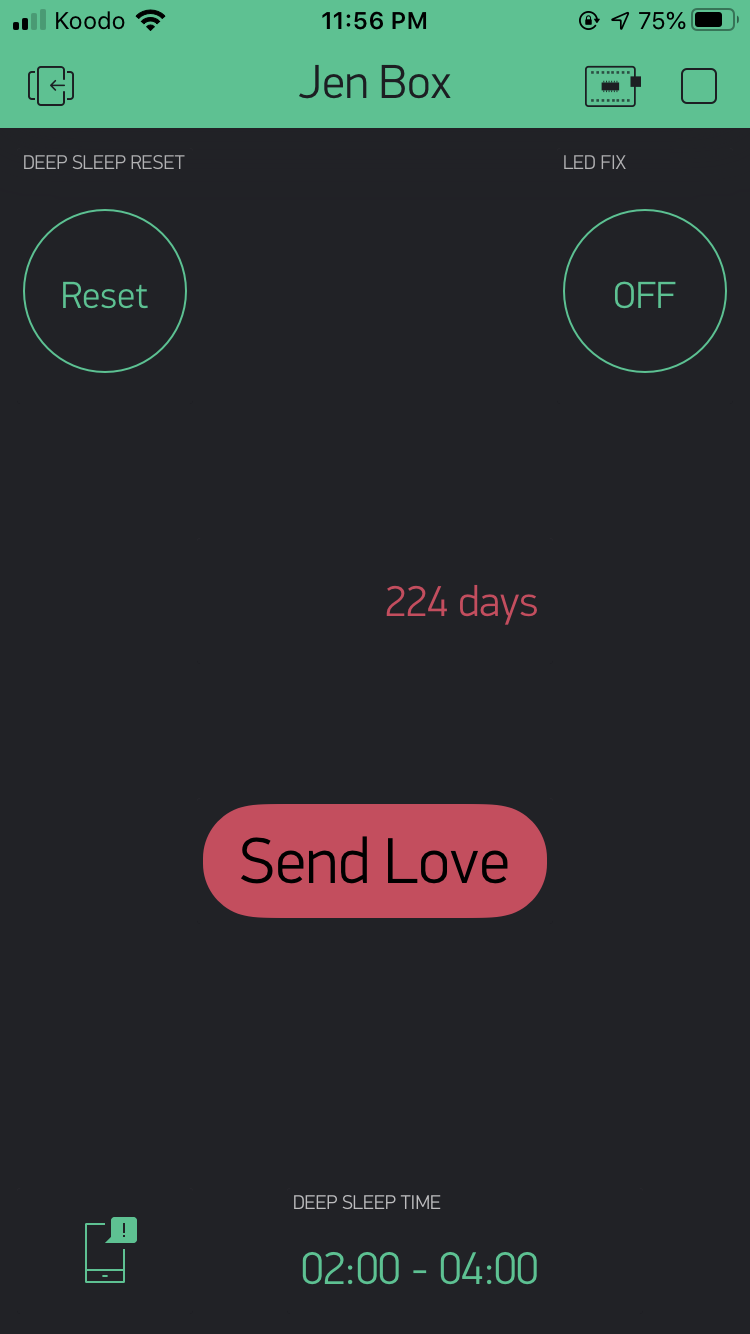 Koodo 11:56 PM 75%
Jen Box
DEEP SLEEP RESET LED FIX
Reset OFF
224 days
Send Love
DEEP SLEEP TIME
!
02:00 - 04:00